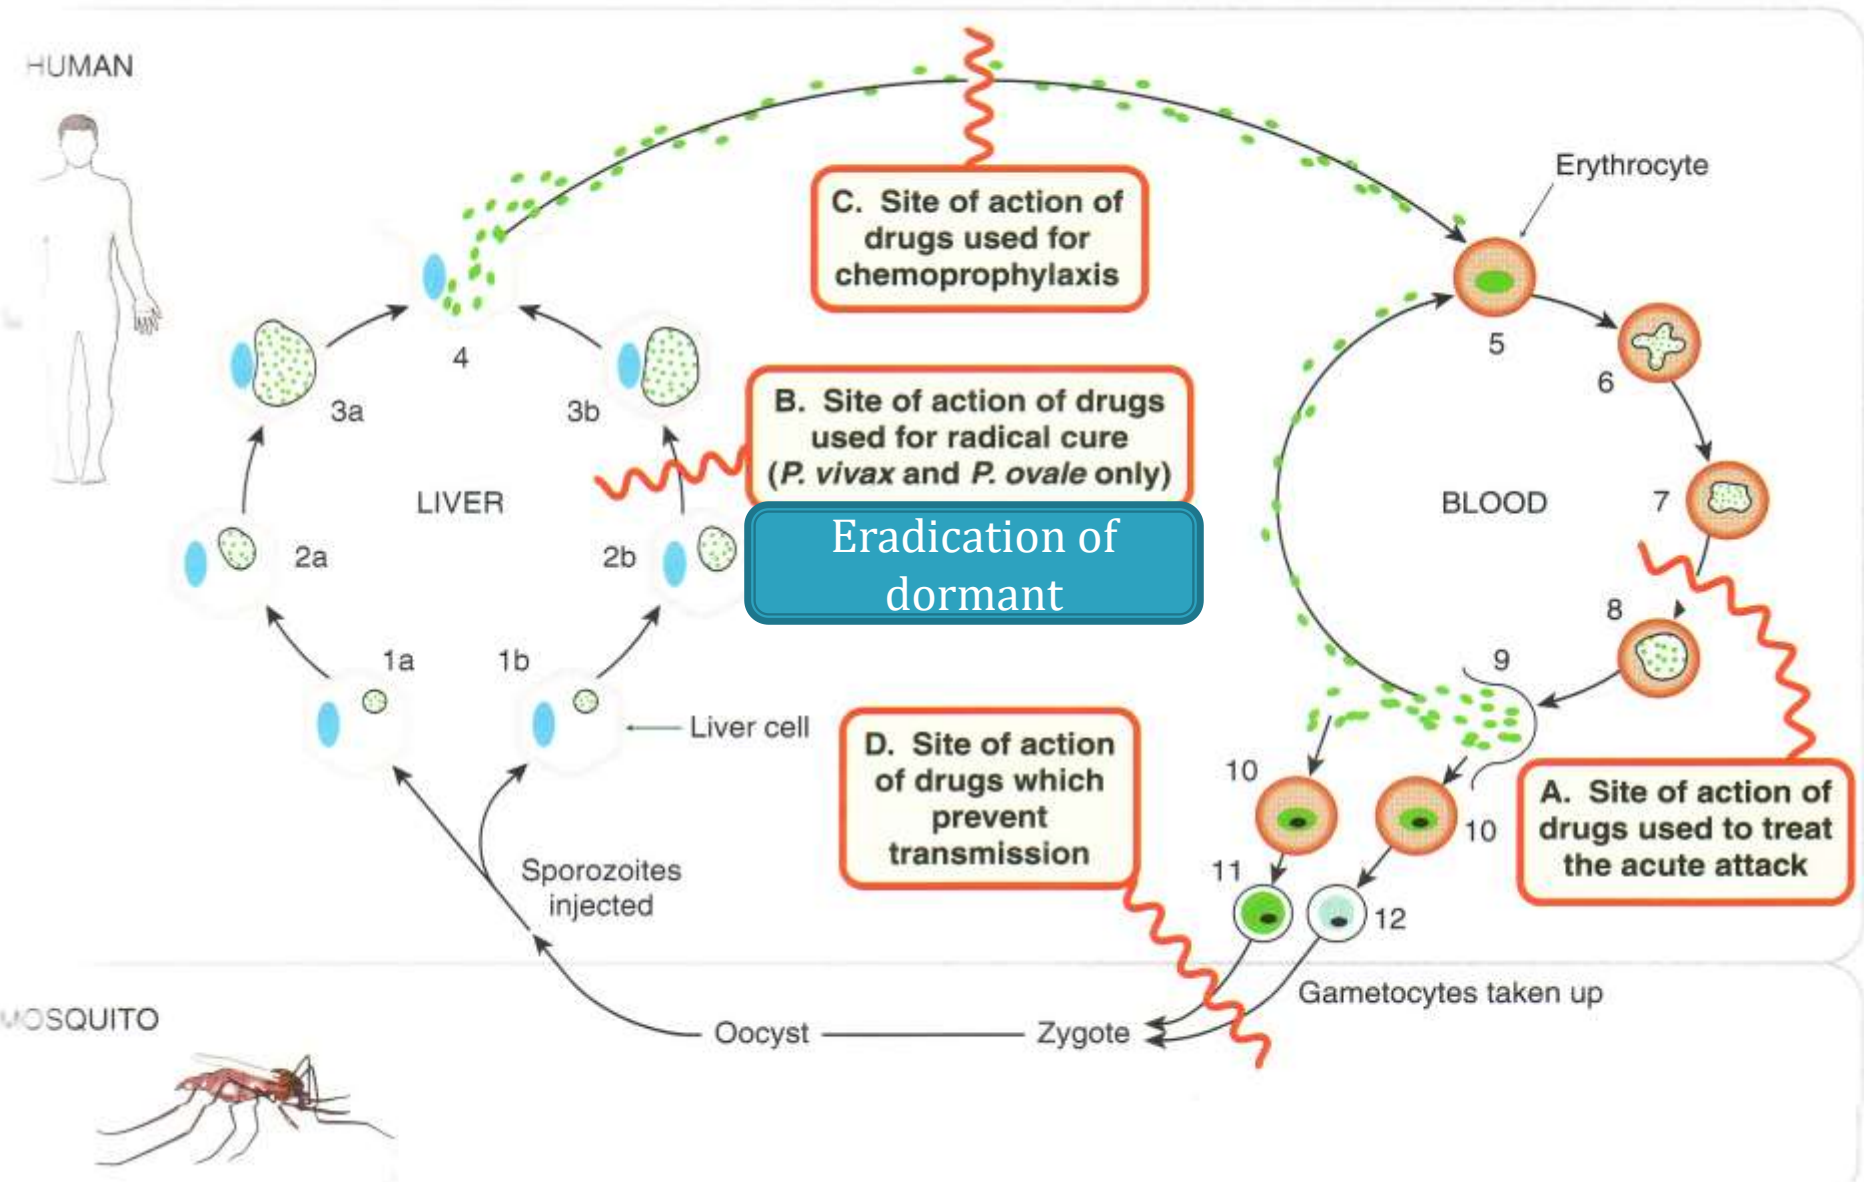 HUMAN
C. Site of action of
drugs used for
chemoprophylaxis
Erythrocyte
4
5
6
3a
3b
B. Site of action of drugs
used for radical cure
(P. vivax and P. ovale only)
LIVER
BLOOD
7
Eradication of
dormant
2a
2b
8
1a
1b
9
Liver cell
D. Site of action
of drugs which
prevent
transmission
10
10
A. Site of action of
drugs used to treat
the acute attack
11
12
Sporozoites
injected
Gametocytes taken up
MOSQUITO
Oocyst
Zygote